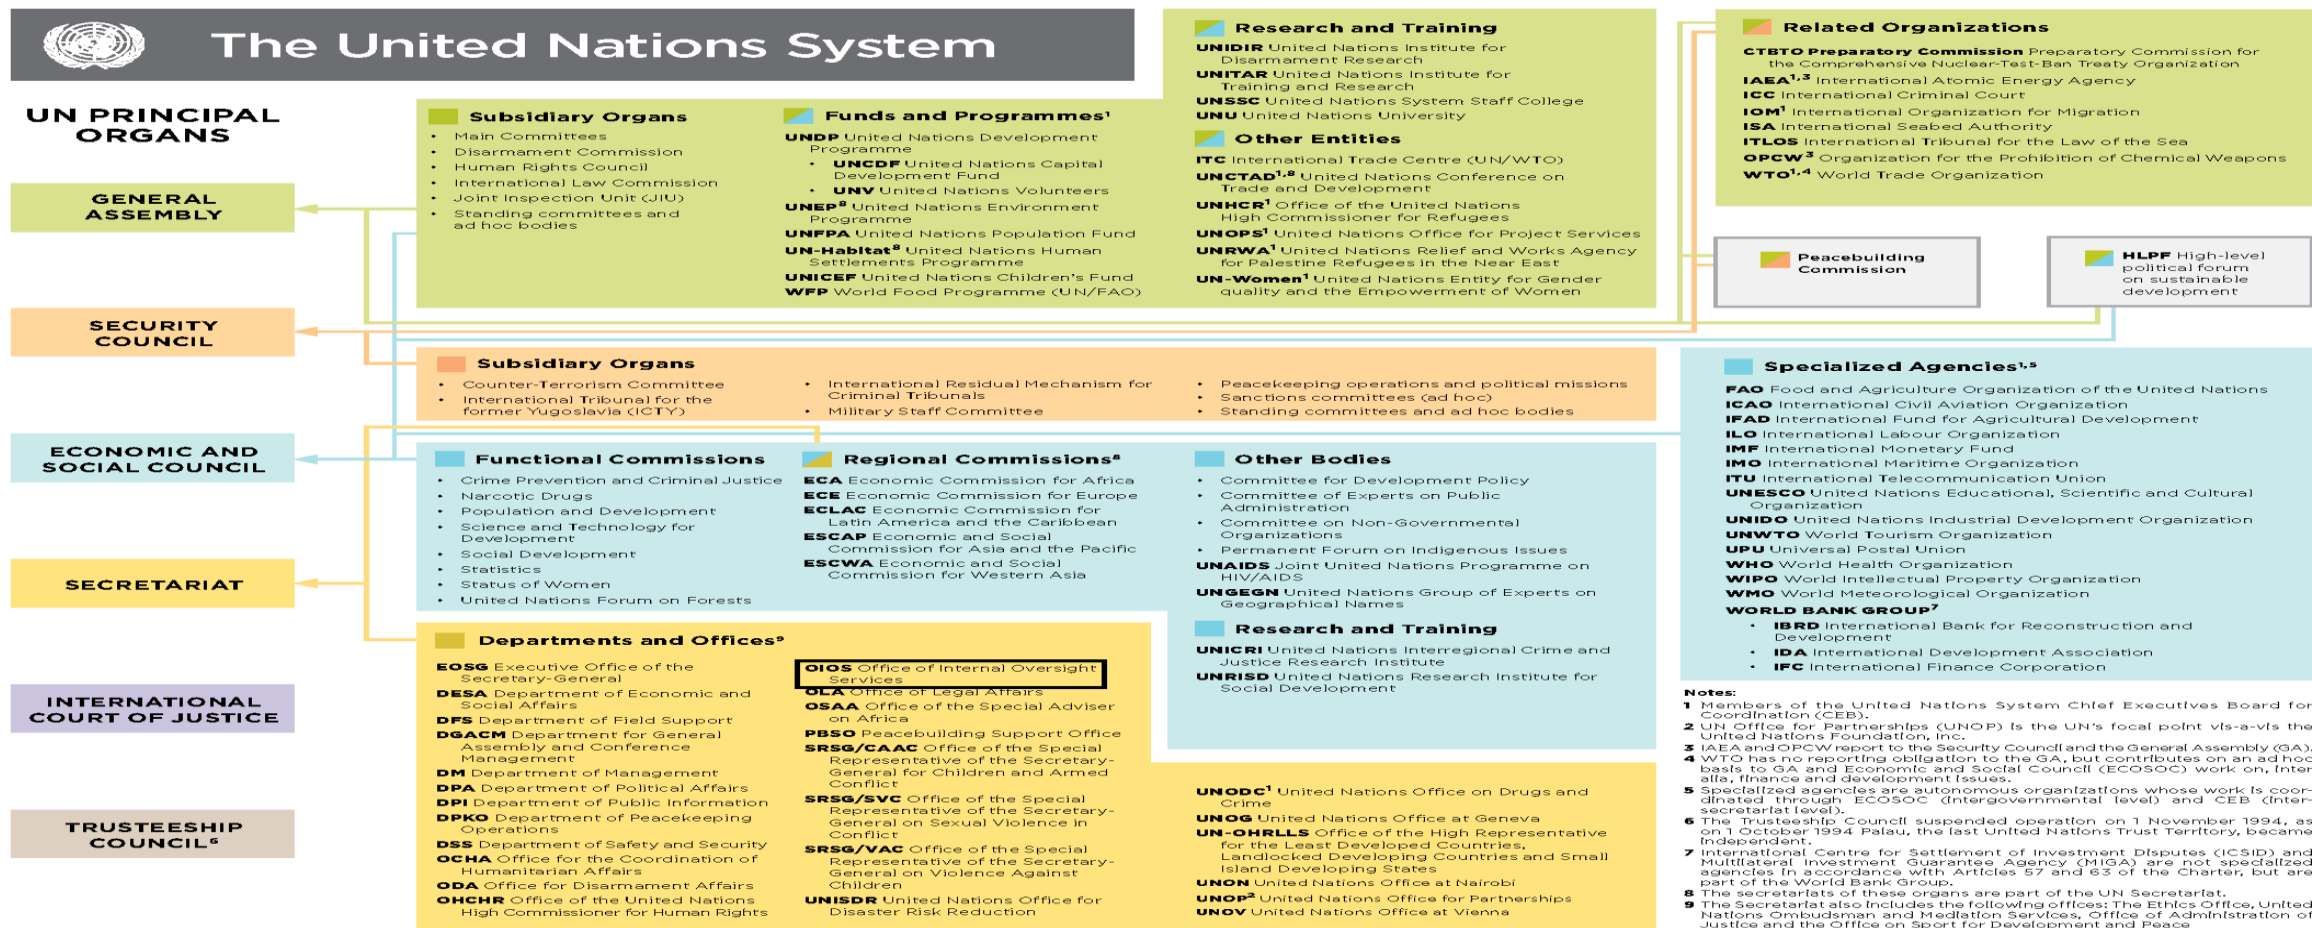 The United Nations System
UN PRINCIPAL
ORGANS
GENERAL
ASSEMBLY
SECURITY
COUNCIL
ECONOMIC AND
SOCIAL COUNCIL
SECRETARIAT
INTERNATIONAL
COURT OF JUSTICE
TRUSTEESHIP
COUNCIL⁶
Subsidiary Organs
• Main Committees
• Disarmament Commission
• Human Rights Council
• International Law Commission
• Joint Inspection Unit (JIU)
• Standing committees and
ad hoc bodies
Funds and Programmes¹
UNDP United Nations Development
Programme
• UNCDF United Nations Capital
Development Fund
• UNV United Nations Volunteers
UNEP⁸ United Nations Environment
Programme
UNFPA United Nations Population Fund
UN-Habitat⁸ United Nations Human
Settlements Programme
UNICEF United Nations Children's Fund
WFP World Food Programme (UN/FAO)
Research and Training
UNIDIR United Nations Institute for
Disarmament Research
UNITAR United Nations Institute for
Training and Research
UNSSC United Nations System Staff College
UNU United Nations University
Other Entities
ITC International Trade Centre (UN/WTO)
UNCTAD¹,⁸ United Nations Conference on
Trade and Development
UNHCR¹ Office of the United Nations
High Commissioner for Refugees
UNOPS¹ United Nations Office for Project Services
UNRWA¹ United Nations Relief and Works Agency
for Palestine Refugees in the Near East
UN-Women¹ United Nations Entity for Gender
quality and the Empowerment of Women
Related Organizations
CTBTO Preparatory Commission Preparatory Commission for
the Comprehensive Nuclear-Test-Ban Treaty Organization
IAEA¹,³ International Atomic Energy Agency
ICC International Criminal Court
IOM¹ International Organization for Migration
ISA International Seabed Authority
ITLOS International Tribunal for the Law of the Sea
OPCW³ Organization for the Prohibition of Chemical Weapons
WTO¹,⁴ World Trade Organization
Peacebuilding
Commission
HLPF High-level
political forum
on sustainable
development
Subsidiary Organs
• Counter-Terrorism Committee
• International Tribunal for the
former Yugoslavia (ICTY)
• International Residual Mechanism for
Criminal Tribunals
• Military Staff Committee
• Peacekeeping operations and political missions
• Sanctions committees (ad hoc)
• Standing committees and ad hoc bodies
Functional Commissions
• Crime Prevention and Criminal Justice
• Narcotic Drugs
• Population and Development
• Science and Technology for
Development
• Social Development
• Statistics
• Status of Women
• United Nations Forum on Forests
Regional Commissions⁸
ECA Economic Commission for Africa
ECE Economic Commission for Europe
ECLAC Economic Commission for
Latin America and the Caribbean
ESCAP Economic and Social
Commission for Asia and the Pacific
ESCWA Economic and Social
Commission for Western Asia
Other Bodies
• Committee for Development Policy
• Committee of Experts on Public
Administration
• Committee on Non-Governmental
Organizations
• Permanent Forum on Indigenous Issues
UNAIDS Joint United Nations Programme on
HIV/AIDS
UNGEGN United Nations Group of Experts on
Geographical Names
Research and Training
UNICRI United Nations Interregional Crime and
Justice Research Institute
UNRISD United Nations Research Institute for
Social Development
Specialized Agencies¹,⁵
FAO Food and Agriculture Organization of the United Nations
ICAO International Civil Aviation Organization
IFAD International Fund for Agricultural Development
ILO International Labour Organization
IMF International Monetary Fund
IMO International Maritime Organization
ITU International Telecommunication Union
UNESCO United Nations Educational, Scientific and Cultural
Organization
UNIDO United Nations Industrial Development Organization
UNWTO World Tourism Organization
UPU Universal Postal Union
WHO World Health Organization
WIPO World Intellectual Property Organization
WMO World Meteorological Organization
WORLD BANK GROUP⁷
• IBRD International Bank for Reconstruction and
Development
• IDA International Development Association
• IFC International Finance Corporation
Departments and Offices⁹
EOSG Executive Office of the
Secretary-General
DESA Department of Economic and
Social Affairs
DFS Department of Field Support
DGACM Department for General
Assembly and Conference
Management
DM Department of Management
DPA Department of Political Affairs
DPI Department of Public Information
DPKO Department of Peacekeeping
Operations
DSS Department of Safety and Security
OCHA Office for the Coordination of
Humanitarian Affairs
ODA Office for Disarmament Affairs
OHCHR Office of the United Nations
High Commissioner for Human Rights
OIOS Office of Internal Oversight
Services
OLA Office of Legal Affairs
OSAA Office of the Special Adviser
on Africa
PBSO Peacebuilding Support Office
SRSG/CAAC Office of the Special
Representative of the Secretary-
General for Children and Armed
Conflict
SRSG/SVC Office of the Special
Representative of the Secretary-
General on Sexual Violence in
Conflict
SRSG/VAC Office of the Special
Representative of the Secretary-
General on Violence Against
Children
UNISDR United Nations Office for
Disaster Risk Reduction
UNODC¹ United Nations Office on Drugs and
Crime
UNOG United Nations Office at Geneva
UN-OHRLLS Office of the High Representative
for the Least Developed Countries,
Landlocked Developing Countries and Small
Island Developing States
UNON United Nations Office at Nairobi
UNOP² United Nations Office for Partnerships
UNOV United Nations Office at Vienna
Notes:
1 Members of the United Nations System Chief Executives Board for
Coordination (CEB).
2 UN Office for Partnerships (UNOP) is the UN's focal point vis-a-vis the
United Nations Foundation, Inc.
3 IAEA and OPCW report to the Security Council and the General Assembly (GA).
4 WTO has no reporting obligation to the GA, but contributes on an ad hoc
basis to GA and Economic and Social Council (ECOSOC) work on, inter
alia, finance and development issues.
5 Specialized agencies are autonomous organizations whose work is coor-
dinated through ECOSOC (intergovernmental level) and CEB (inter-
secretariat level).
6 The Trusteeship Council suspended operation on 1 November 1994, as
on 1 October 1994 Palau, the last United Nations Trust Territory, became
independent.
7 International Centre for Settlement of Investment Disputes (ICSID) and
Multilateral Investment Guarantee Agency (MIGA) are not specialized
agencies in accordance with Articles 57 and 63 of the Charter, but are
part of the World Bank Group.
8 The secretariats of these organs are part of the UN Secretariat.
9 The Secretariat also includes the following offices: The Ethics Office, United
Nations Ombudsman and Mediation Services, Office of Administration of
Justice and the Office on Sport for Development and Peace